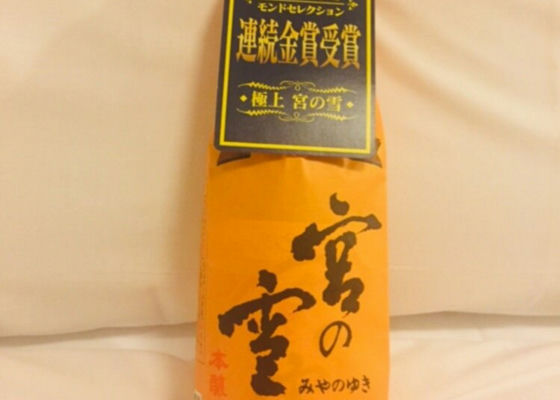 モンドセレクション
連続金賞受賞
極上 宮の雪
宮の
雪
みやのゆき
本醸